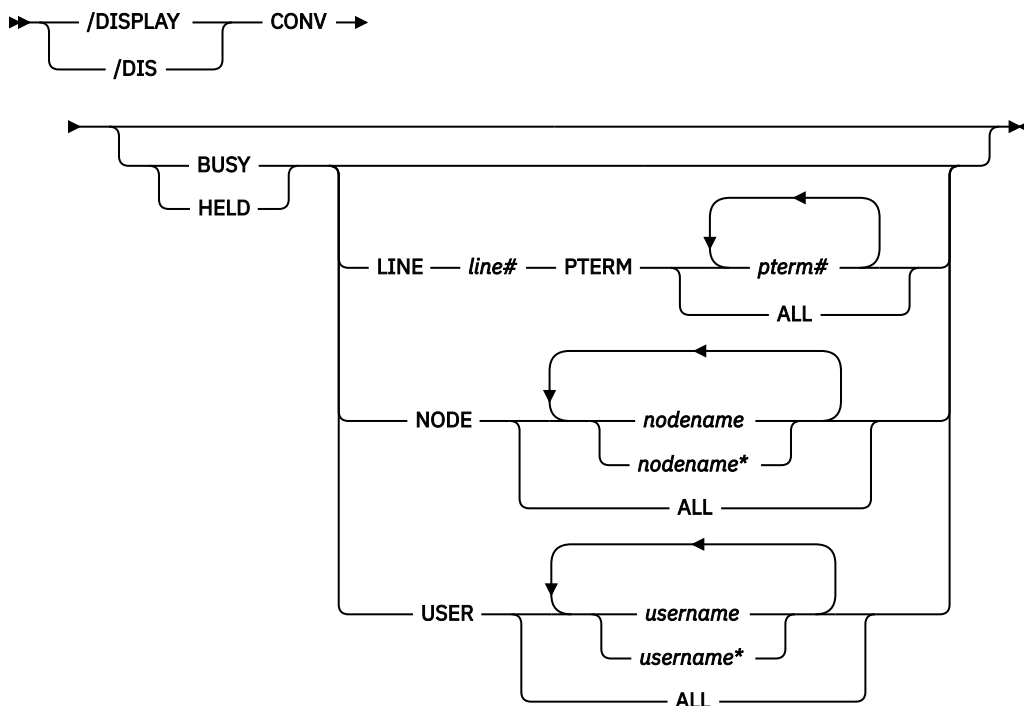 /DISPLAY CONV
/DIS
BUSY
HELD
LINE line# PTERM pterm#
ALL
NODE nodename
nodename*
ALL
USER username
username*
ALL